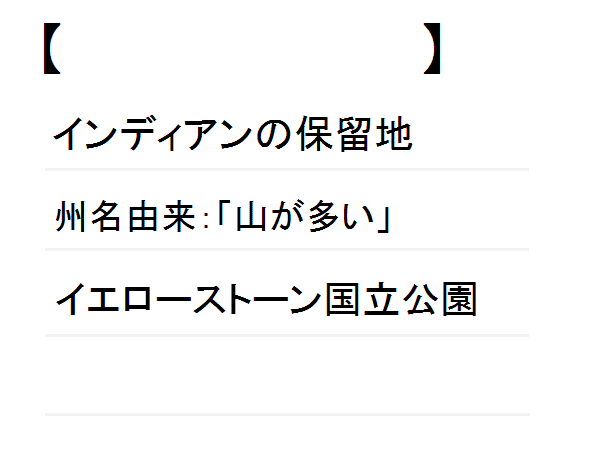 【　　　　　　　】
インディアンの保留地
州名由来：「山が多い」
イエローストーン国立公園